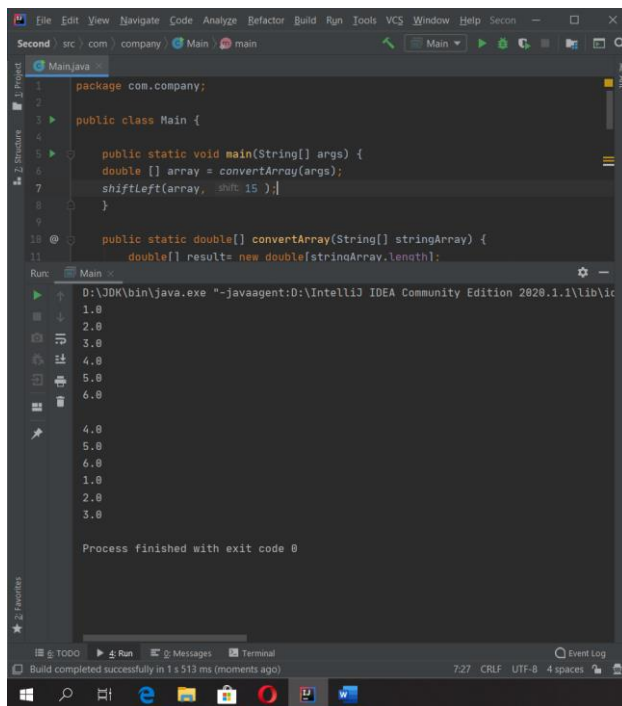 File Edit View Navigate Code Analyze Refactor Build Run Tools VCS Window Help Secon
Second src com company Main main Main
1: Project
Main.java
1 package com.company;
2
3 public class Main {
4
5 public static void main(String[] args) {
6 double [] array = convertArray(args);
7 shiftLeft(array, shift: 15 );
8 }
9
10 @ public static double[] convertArray(String[] stringArray) {
11 double[] result= new double[stringArray.length];
Z: Structure
Run: Main
D:\JDK\bin\java.exe "-javaagent:D:\IntelliJ IDEA Community Edition 2020.1.1\lib\id
1.0
2.0
3.0
4.0
5.0
6.0
4.0
5.0
6.0
1.0
2.0
3.0
Process finished with exit code 0
2: Favorites
6: TODO 4: Run 0: Messages Terminal Event Log
Build completed successfully in 1 s 513 ms (moments ago) 7:27 CRLF UTF-8 4 spaces